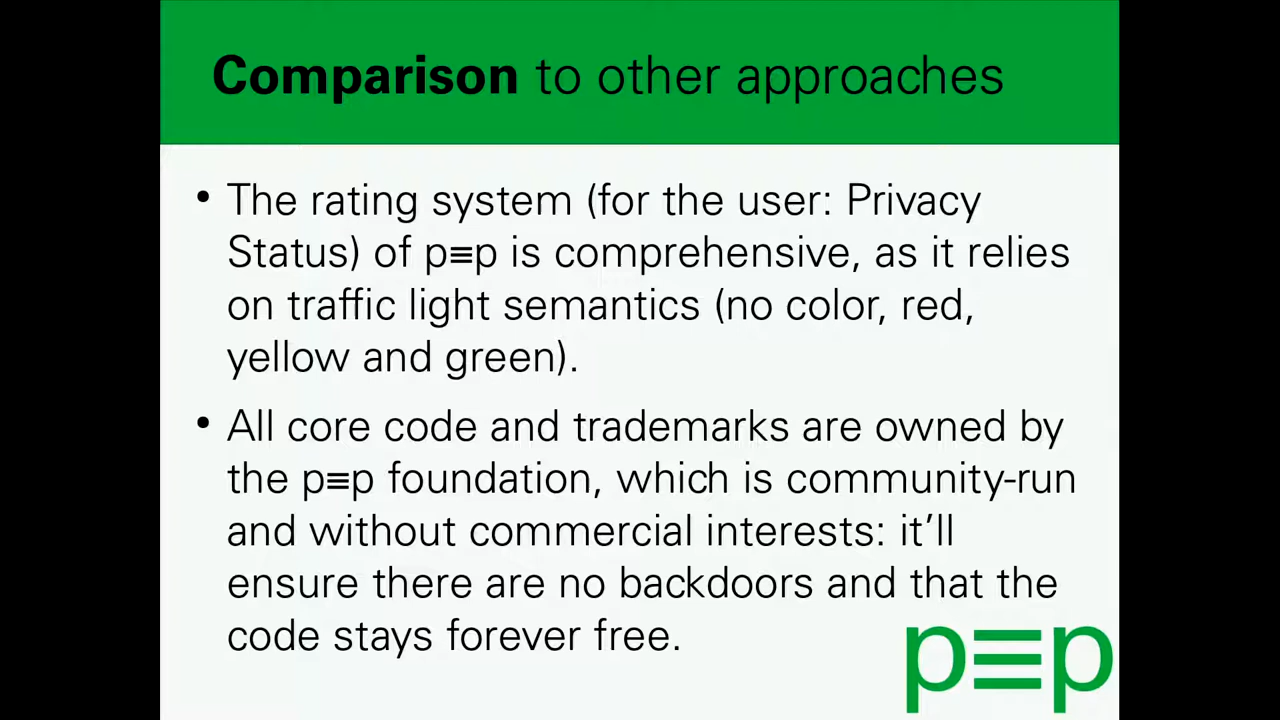 Comparison to other approaches
• The rating system (for the user: Privacy
Status) of p≡p is comprehensive, as it relies
on traffic light semantics (no color, red,
yellow and green).
• All core code and trademarks are owned by
the p≡p foundation, which is community-run
and without commercial interests: it’ll
ensure there are no backdoors and that the
code stays forever free.
p≡p